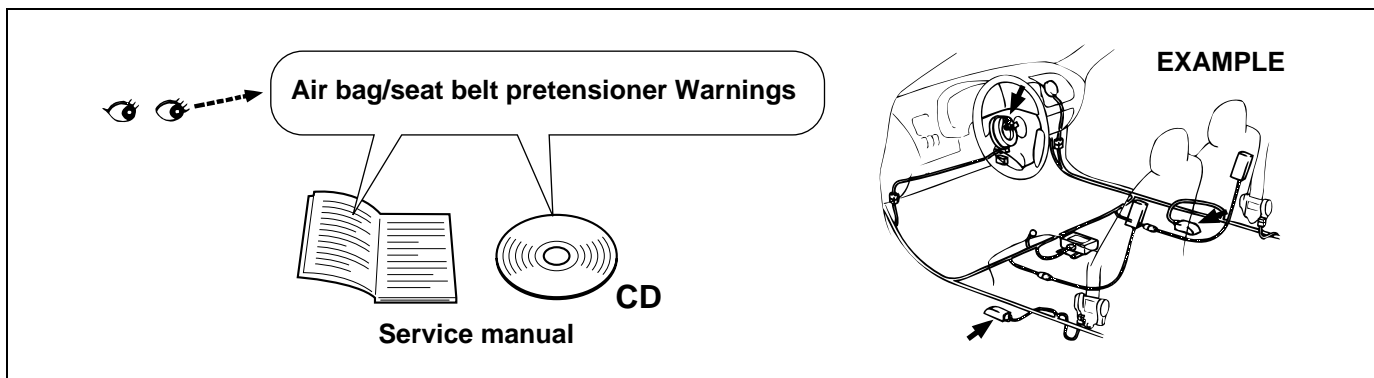 Air bag/seat belt pretensioner Warnings
EXAMPLE
CD
Service manual